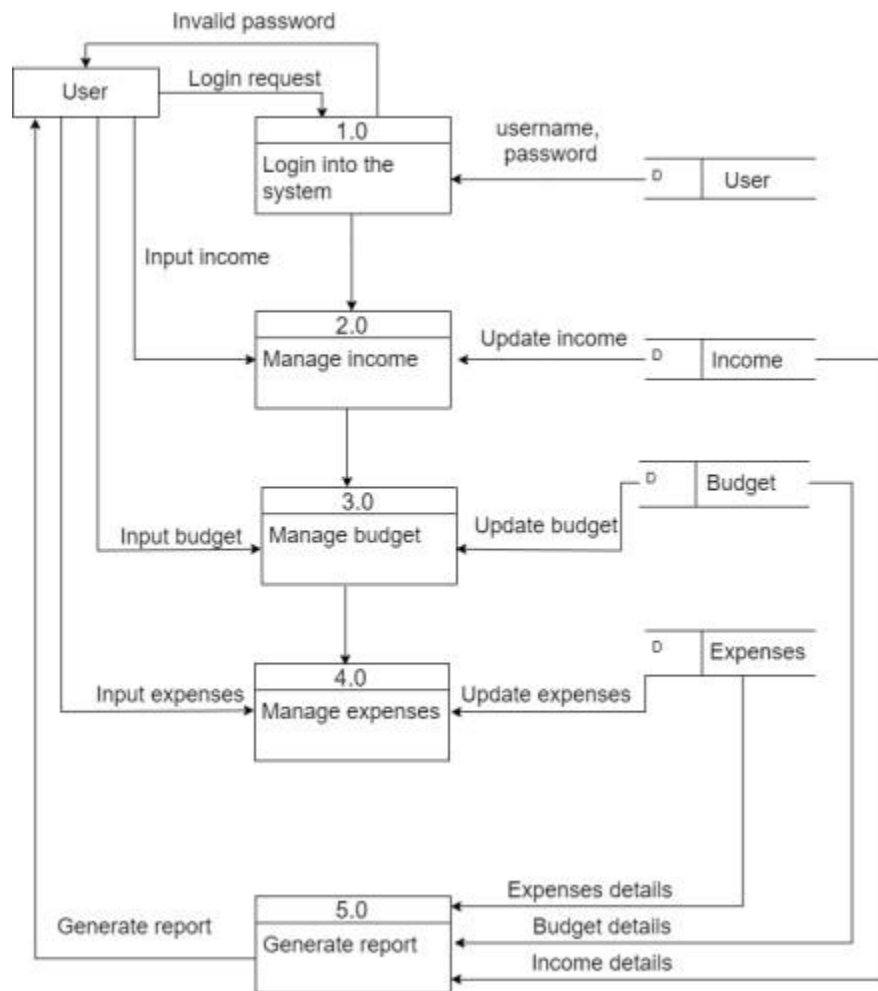 Invalid password
User
Login request
1.0
Login into the
system
username,
password
D
User
Input income
2.0
Manage income
Update income
D
Income
3.0
Manage budget
Input budget
Update budget
D
Budget
4.0
Manage expenses
Input expenses
Update expenses
D
Expenses
5.0
Generate report
Generate report
Expenses details
Budget details
Income details